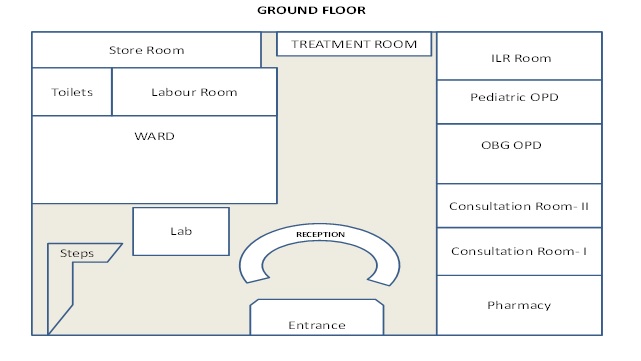 GROUND FLOOR
Store Room
TREATMENT ROOM
ILR Room
Toilets
Labour Room
Pediatric OPD
WARD
OBG OPD
Consultation Room- II
Lab
RECEPTION
Steps
Consultation Room- I
Pharmacy
Entrance